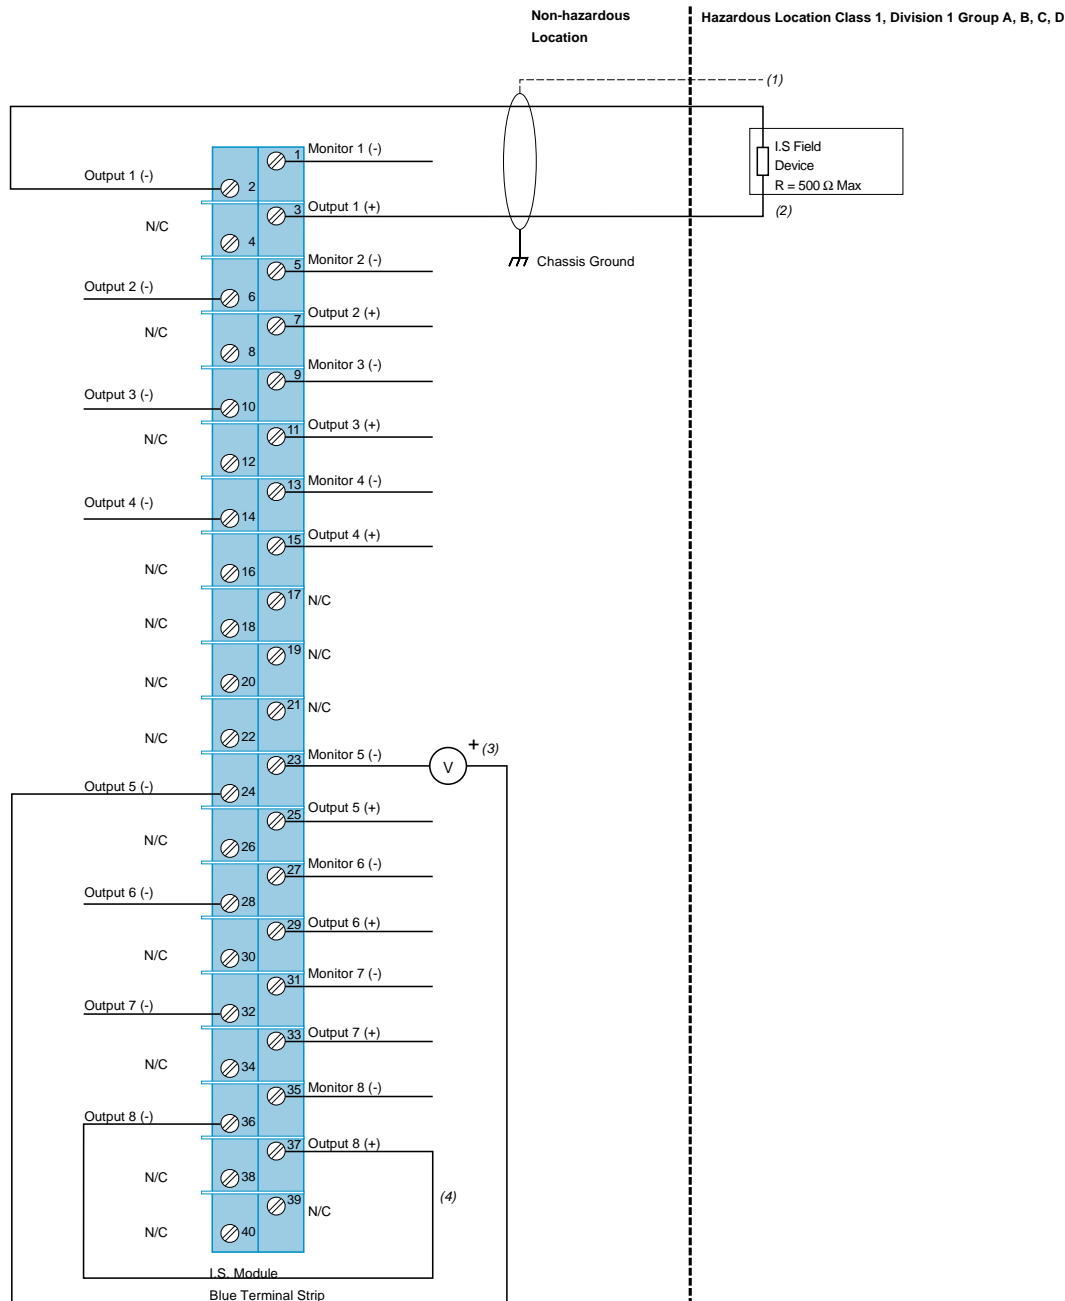 Non-hazardous
Location
Hazardous Location Class 1, Division 1 Group A, B, C, D
(1)
I.S Field
Device
R = 500 Ω Max
(2)
Chassis Ground
1 Monitor 1 (-)
Output 1 (-) 2
3 Output 1 (+)
N/C 4
5 Monitor 2 (-)
Output 2 (-) 6
7 Output 2 (+)
N/C 8
9 Monitor 3 (-)
Output 3 (-) 10
11 Output 3 (+)
N/C 12
13 Monitor 4 (-)
Output 4 (-) 14
15 Output 4 (+)
N/C 16
17 N/C
N/C 18
19 N/C
N/C 20
21 N/C
N/C 22
23 Monitor 5 (-) V + (3)
Output 5 (-) 24
25 Output 5 (+)
N/C 26
27 Monitor 6 (-)
Output 6 (-) 28
29 Output 6 (+)
N/C 30
31 Monitor 7 (-)
Output 7 (-) 32
33 Output 7 (+)
N/C 34
35 Monitor 8 (-)
Output 8 (-) 36
37 Output 8 (+)
N/C 38
(4)
39 N/C
N/C 40
I.S. Module
Blue Terminal Strip